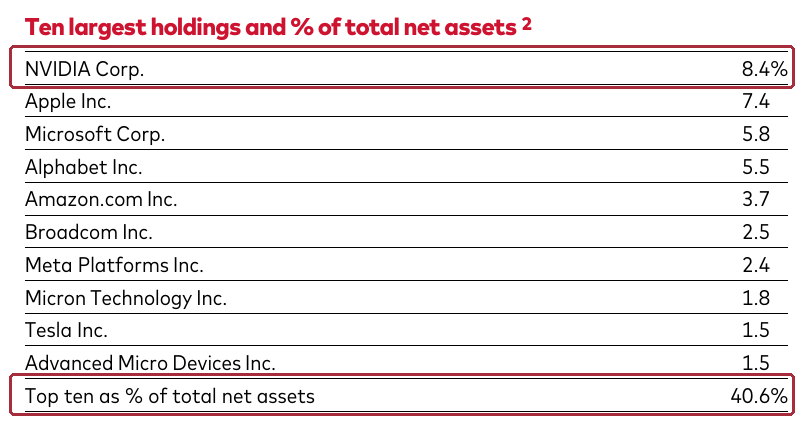 Ten largest holdings and % of total net assets 2
NVIDIA Corp. 8.4%
Apple Inc. 7.4
Microsoft Corp. 5.8
Alphabet Inc. 5.5
Amazon.com Inc. 3.7
Broadcom Inc. 2.5
Meta Platforms Inc. 2.4
Micron Technology Inc. 1.8
Tesla Inc. 1.5
Advanced Micro Devices Inc. 1.5
Top ten as % of total net assets 40.6%